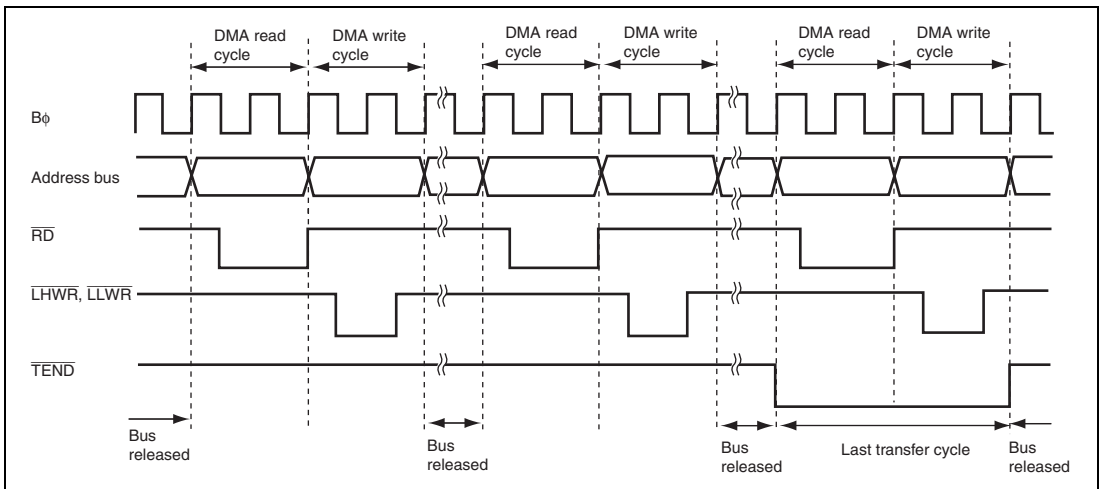 DMA read
cycle
DMA write
cycle
DMA read
cycle
DMA write
cycle
DMA read
cycle
DMA write
cycle
Bϕ
Address bus
RD
LHWR, LLWR
TEND
Bus
released
Bus
released
Bus
released
Last transfer cycle
Bus
released